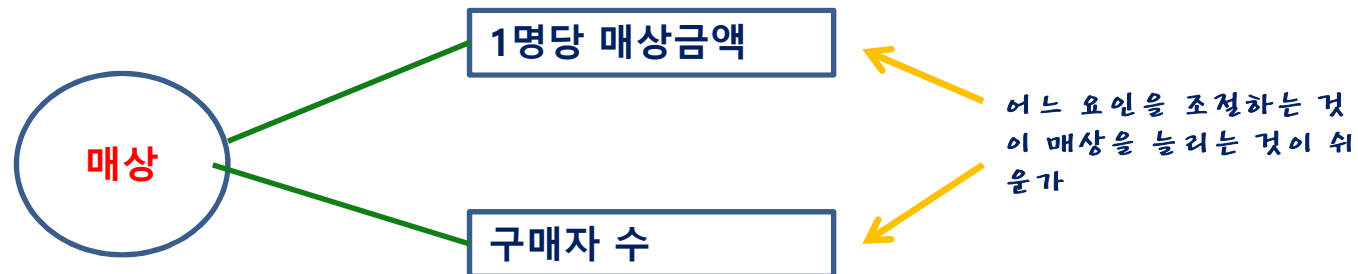 1명당 매상금액
매상
어느 요인을 조절하는 것
이 매상을 늘리는 것이 쉬
운가
구매자 수